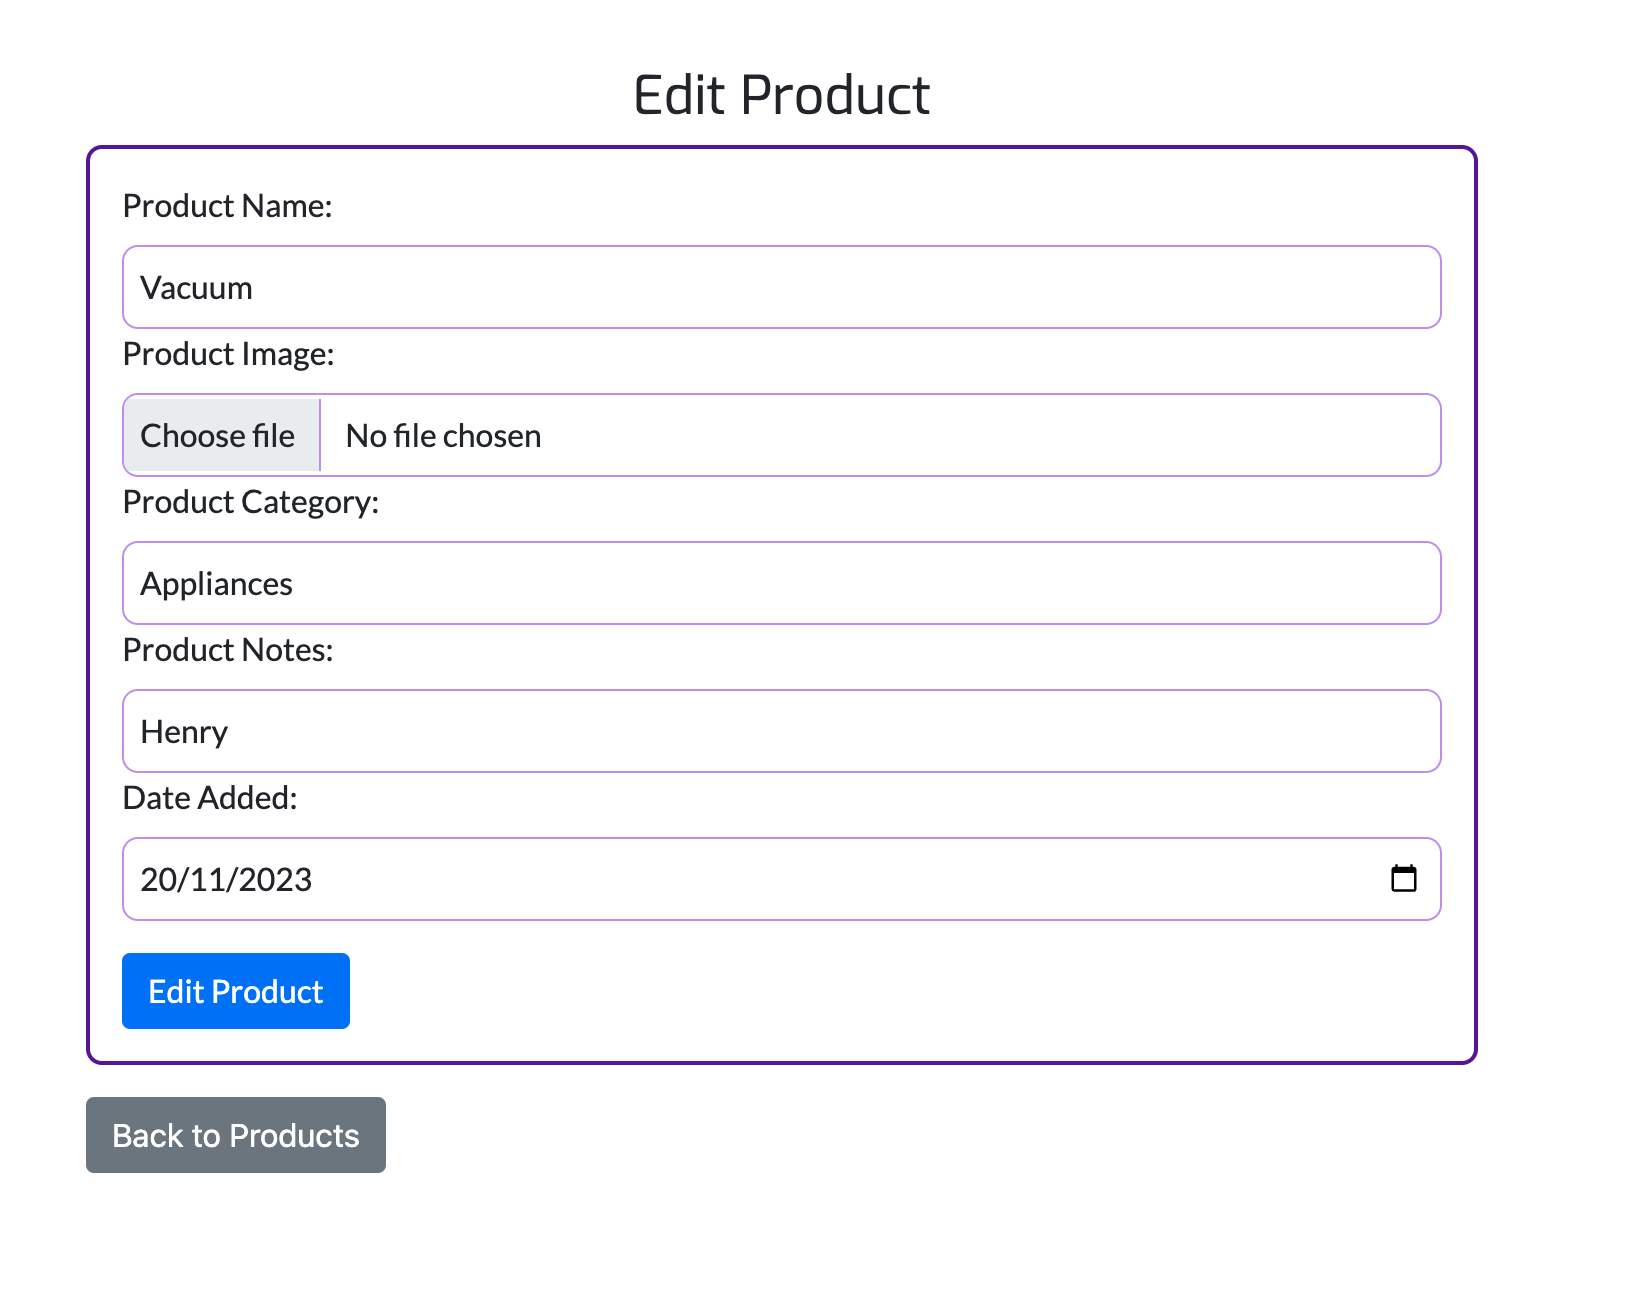 Edit Product
Product Name:
Vacuum
Product Image:
Choose file No file chosen
Product Category:
Appliances
Product Notes:
Henry
Date Added:
20/11/2023
Edit Product
Back to Products